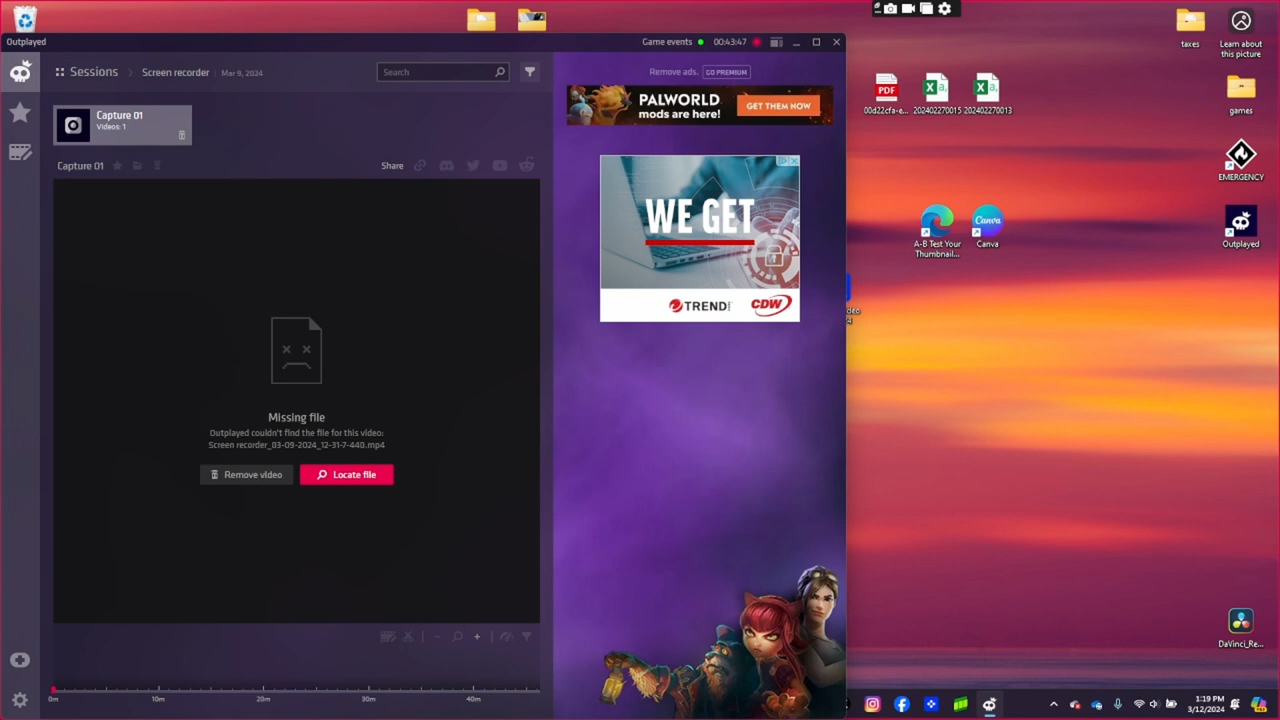 Outplayed
Game events
00:43:47
Sessions
Screen recorder
Mar 9, 2024
Search
Remove ads.
GO PREMIUM
PALWORLD
mods are here!
GET THEM NOW
Capture 01
Videos: 1
Capture 01
Share
WE GET
TREND
CDW
Missing file
Outplayed couldn't find the file for this video:
Screen recorder_03-09-2024_12-31-7-440.mp4
Remove video
Locate file
0m
10m
20m
30m
40m
taxes
Learn about
this picture
PDF
00d22cfa-e...
202402270015
202402270013
games
EMERGENCY
A-B Test Your
Thumbnail...
Canva
Canva
Outplayed
DaVinci_Re...
1:19 PM
3/12/2024